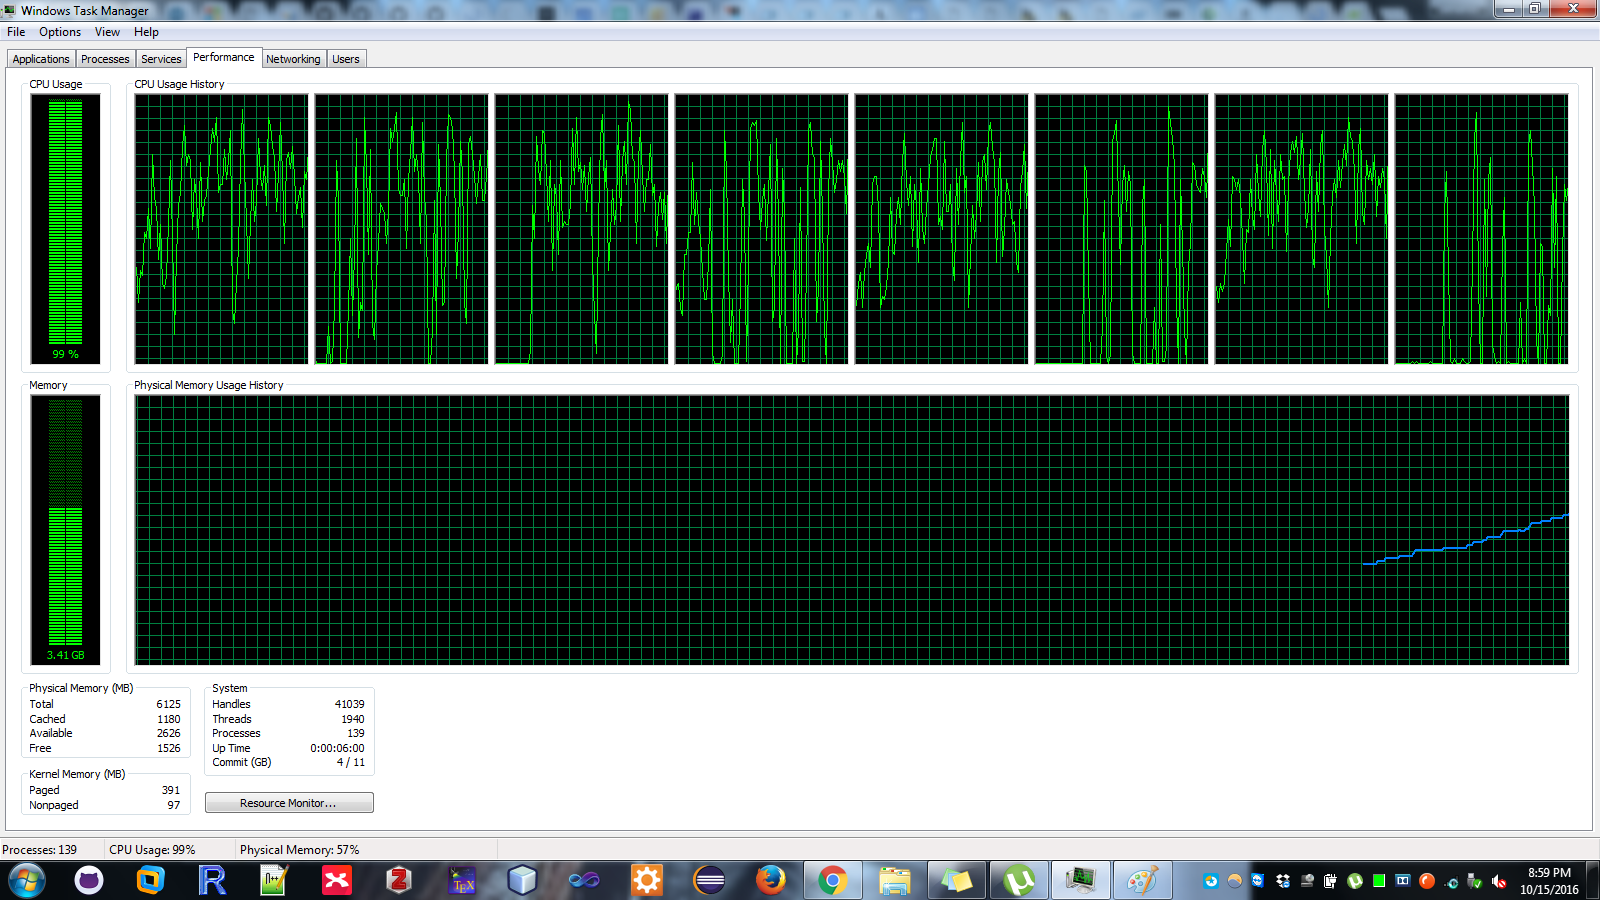 Windows Task Manager
File Options View Help
Applications Processes Services Performance Networking Users
CPU Usage
CPU Usage History
99 %
Memory
Physical Memory Usage History
3.41 GB
Physical Memory (MB)
Total 6125
Cached 1180
Available 2626
Free 1526
Kernel Memory (MB)
Paged 391
Nonpaged 97
System
Handles 41039
Threads 1940
Processes 139
Up Time 0:00:06:00
Commit (GB) 4 / 11
Resource Monitor...
Processes: 139 CPU Usage: 99% Physical Memory: 57%
R
Z
TEX
8:59 PM
10/15/2016